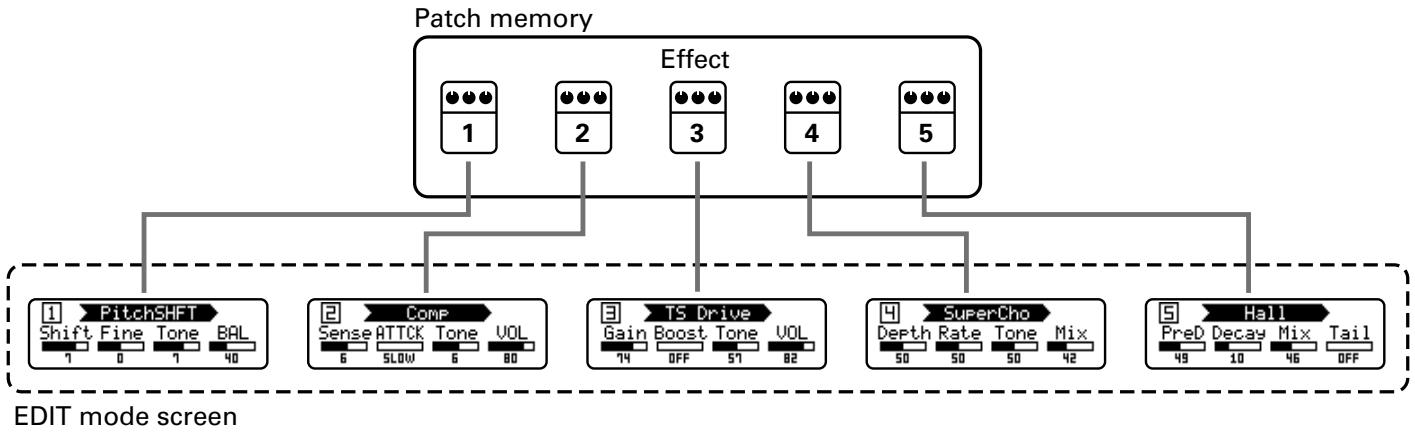 Patch memory
Effect
1 2 3 4 5
1 PitchSHFT
Shift Fine Tone BAL
7 0 7 40
2 Comp
Sense ATTCK Tone VOL
6 SLOW 6 80
3 TS Drive
Gain Boost Tone VOL
74 OFF 57 82
4 SuperCho
Depth Rate Tone Mix
50 50 50 42
5 Hall
PreD Decay Mix Tail
49 10 46 OFF
EDIT mode screen